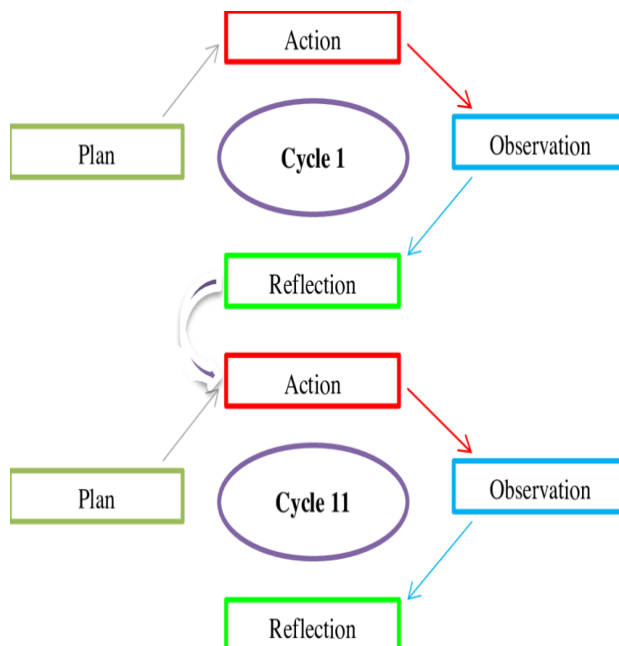 Action
Plan
Cycle 1
Observation
Reflection
Action
Plan
Cycle 11
Observation
Reflection